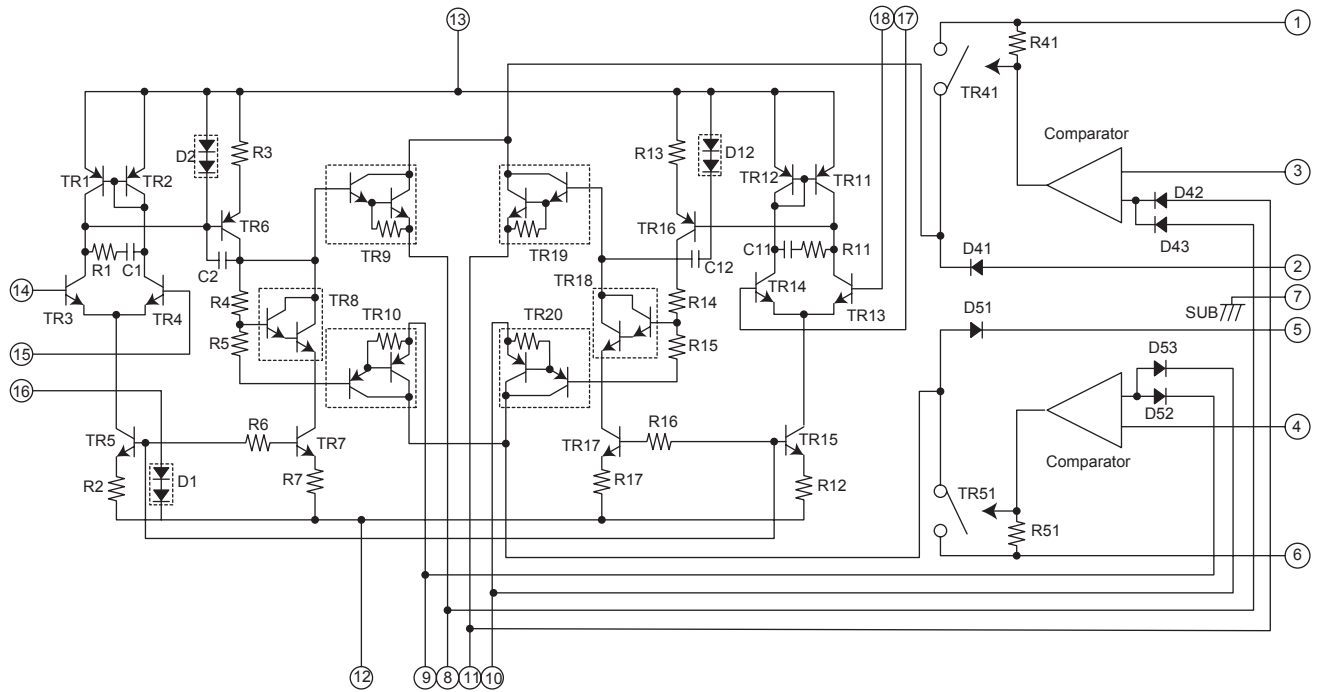 13
18
17
1
R41
TR41
Comparator
3
D42
D43
D2
R3
R13
D12
TR1
TR2
TR12
TR11
TR6
TR16
R1
C1
C2
TR9
TR19
C12
C11
R11
D41
2
14
TR3
TR4
R4
TR8
TR18
R14
TR14
TR13
7
SUB
D51
5
15
R5
TR10
TR20
R15
16
D53
D52
TR5
R6
TR7
TR17
R16
TR15
4
Comparator
R2
D1
R7
R17
R12
TR51
R51
6
12
9
8
11
10